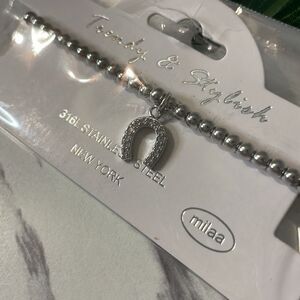 Trendy & Stylish
316L STAINLESS STEEL
NEW YORK
milaa